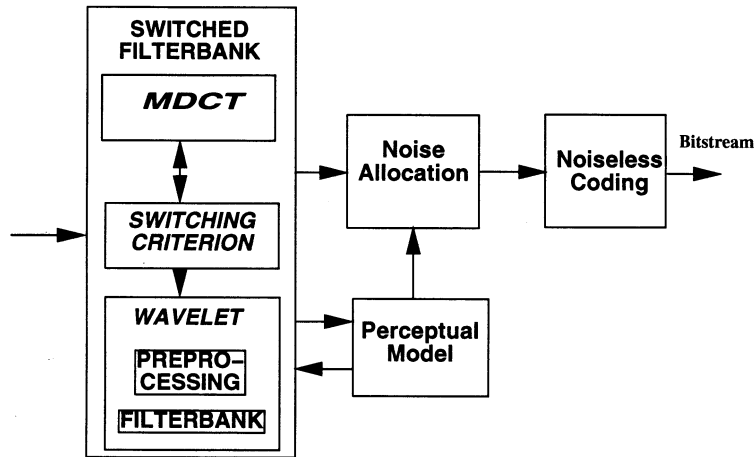 SWITCHED
FILTERBANK
MDCT
SWITCHING
CRITERION
WAVELET
PREPRO–
CESSING
FILTERBANK
Noise
Allocation
Perceptual
Model
Noiseless
Coding
Bitstream